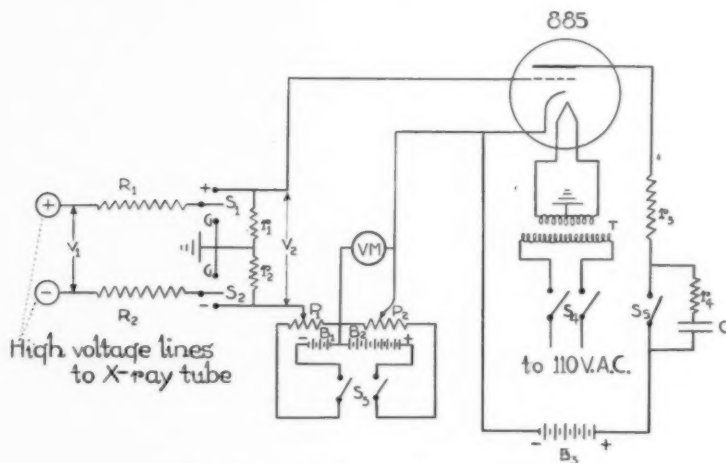 885
R₁
+
S₁
G
r₁
+
V₁
V₂
VM
T
r₃
G
r₂
−
S₂
−
R₂
P₁
P₂
S₄
S₅
r₄
C
High voltage lines
to X-ray tube
−
B₁
B₂
+
S₃
to 110 V.A.C.
−
B₃
+